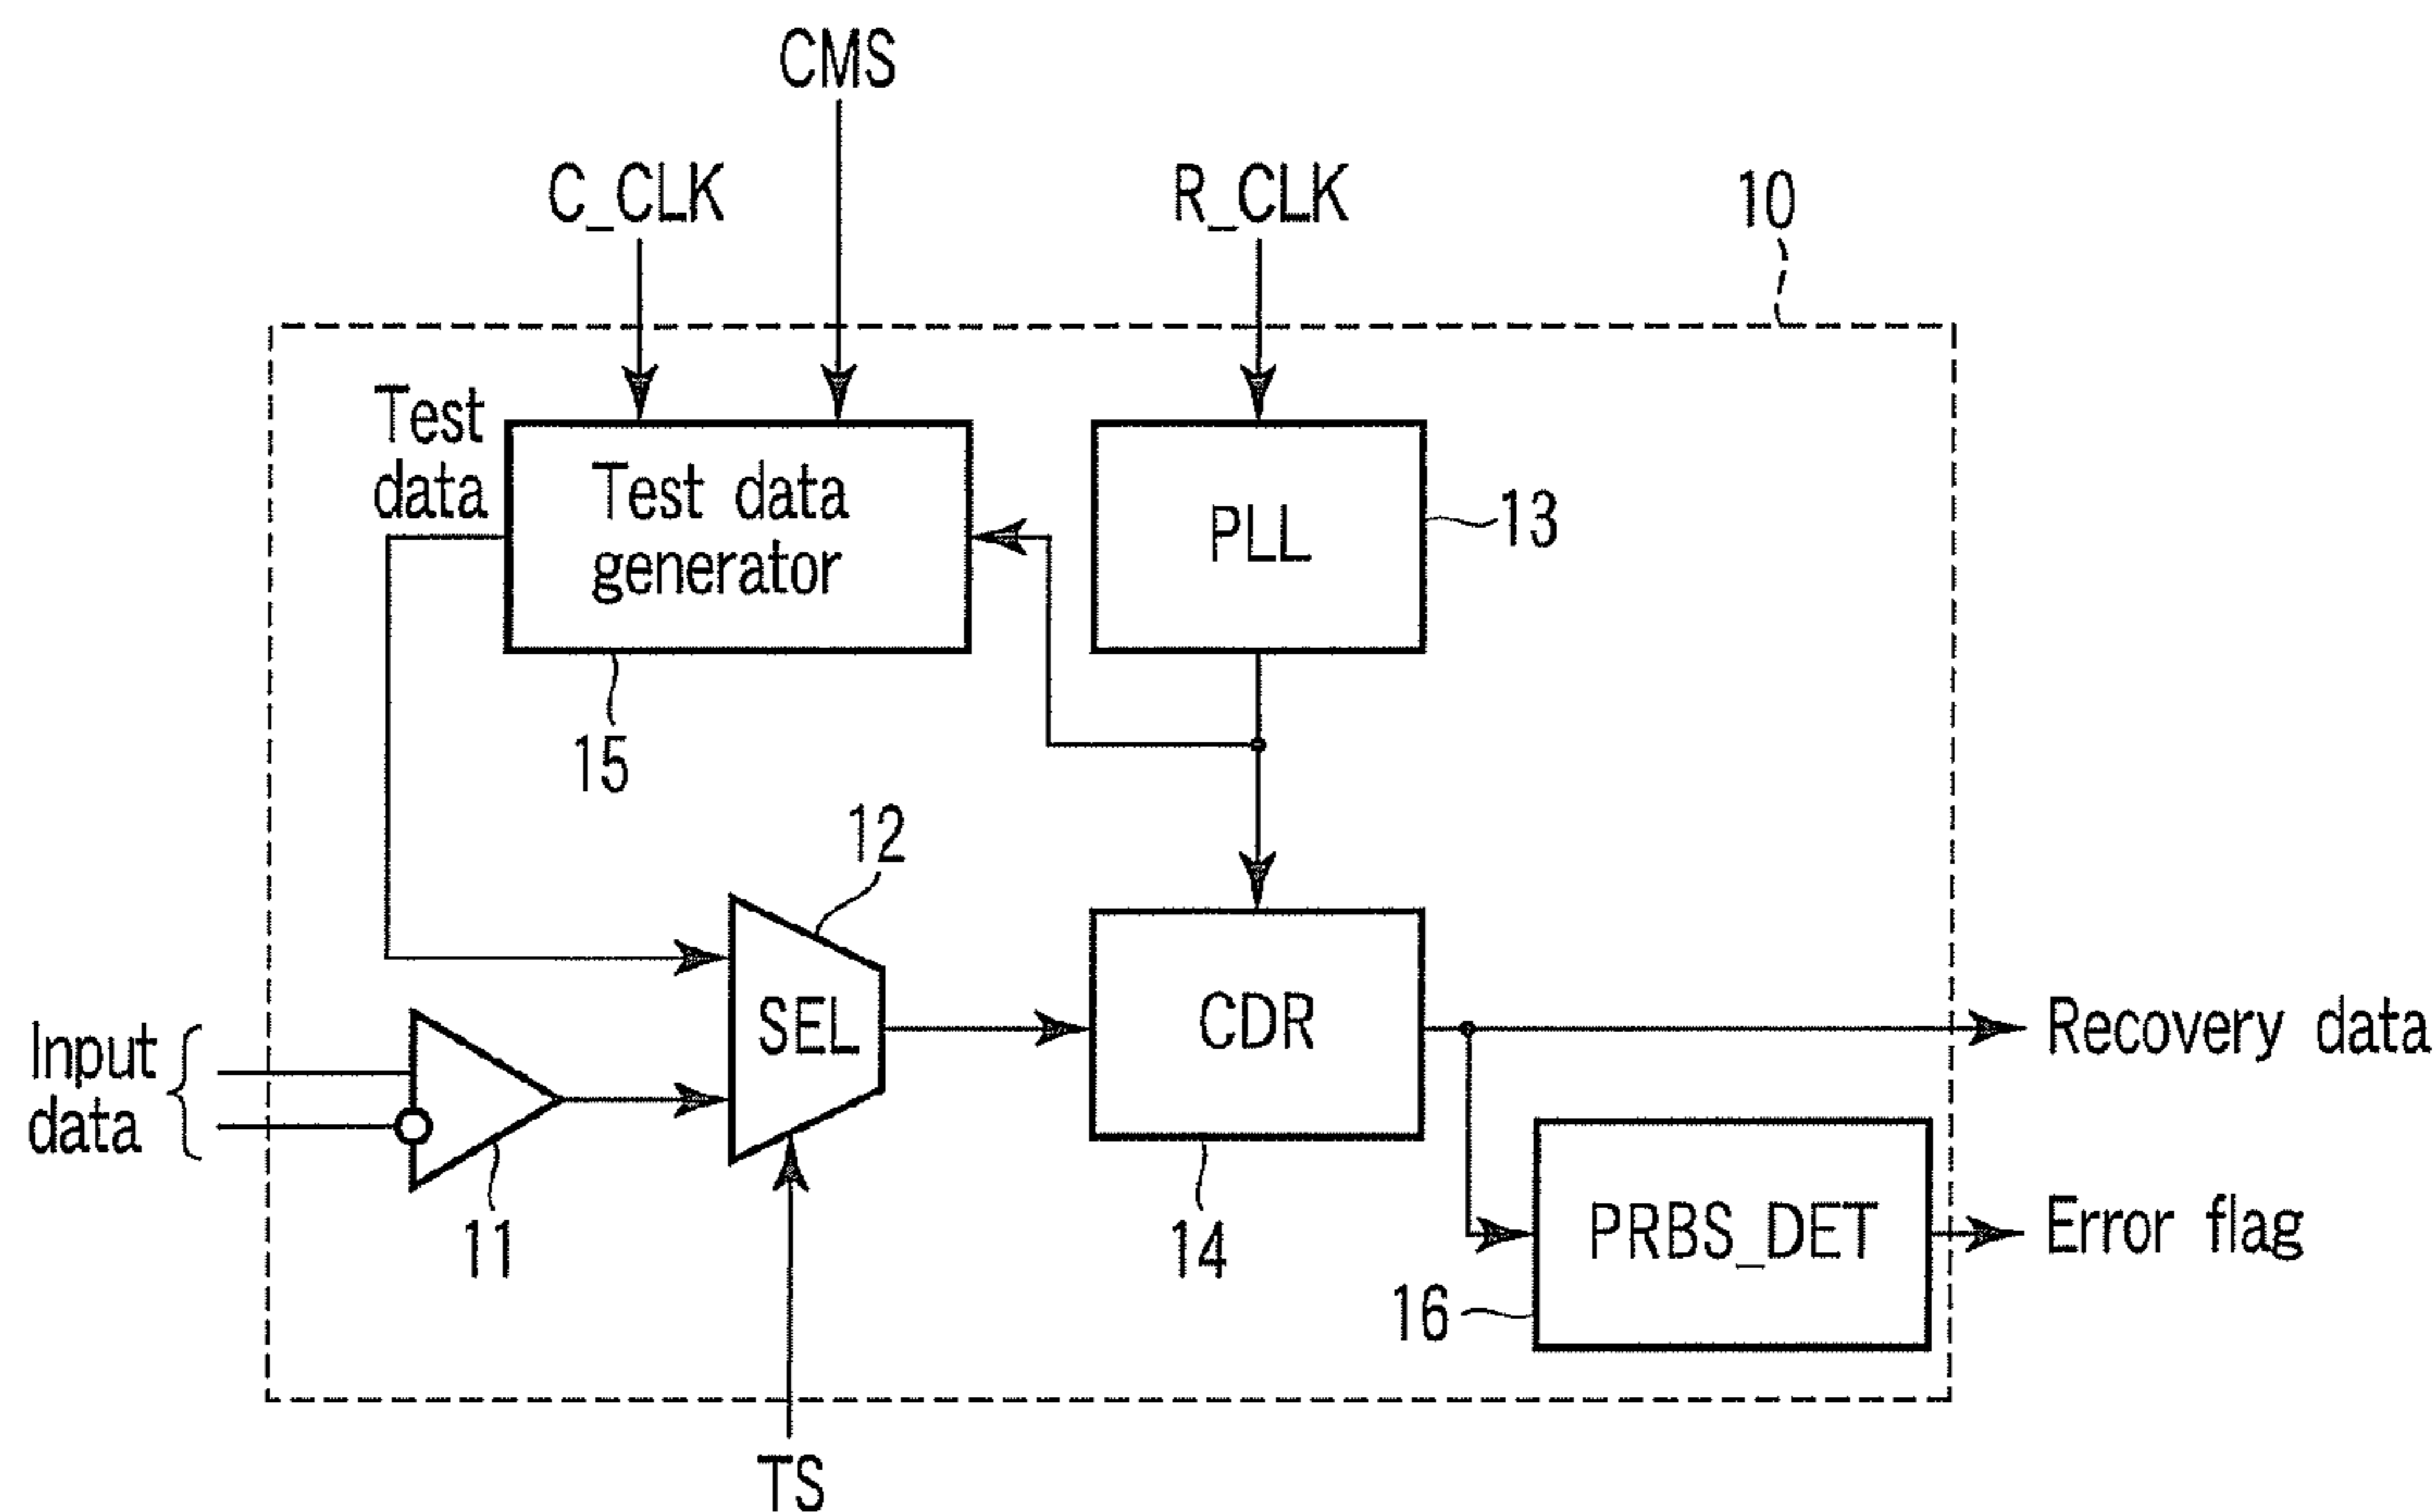 CMS
C_CLK
R_CLK
10
Test
data
Test data
generator
PLL
13
15
12
SEL
CDR
Input
data
Recovery data
11
14
PRBS_DET
Error flag
16
TS